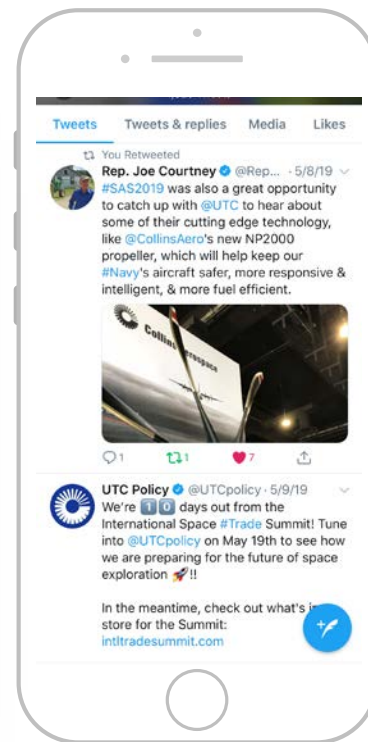 Tweets Tweets & replies Media Likes
You Retweeted
Rep. Joe Courtney @Rep... · 5/8/19
#SAS2019 was also a great opportunity
to catch up with @UTC to hear about
some of their cutting edge technology,
like @CollinsAero's new NP2000
propeller, which will help keep our
#Navy's aircraft safer, more responsive &
intelligent, & more fuel efficient.
Collins Aerospace
1 1 7
UTC Policy @UTCpolicy · 5/9/19
We're 10 days out from the
International Space #Trade Summit! Tune
into @UTCpolicy on May 19th to see how
we are preparing for the future of space
exploration 🚀!!
In the meantime, check out what's
store for the Summit:
intltradesummit.com